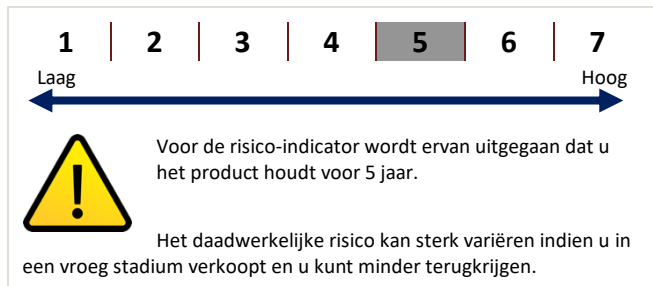 1 2 3 4 5 6 7
Laag Hoog
Voor de risico-indicator wordt ervan uitgegaan dat u
het product houdt voor 5 jaar.
Het daadwerkelijke risico kan sterk variëren indien u in
een vroeg stadium verkoopt en u kunt minder terugkrijgen.